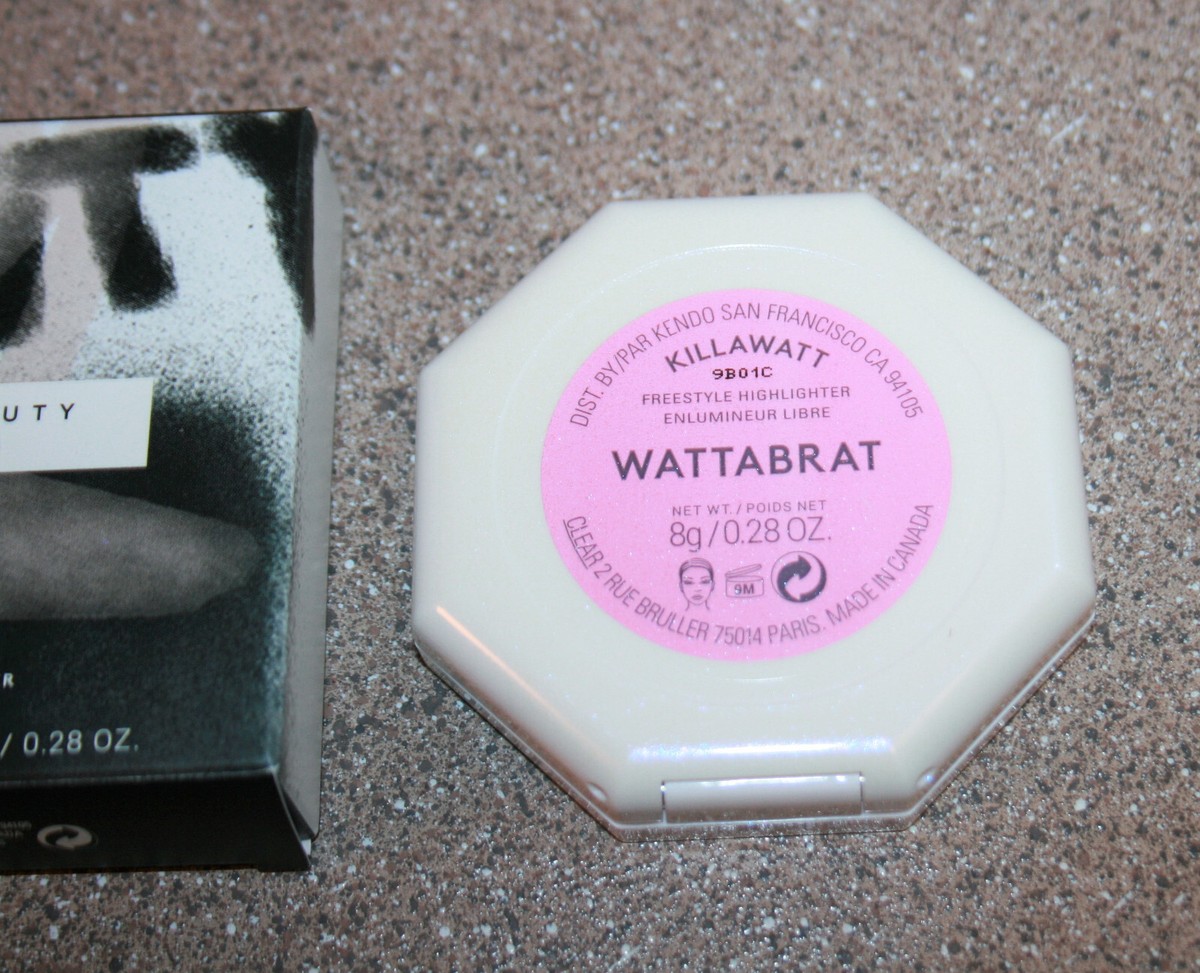 UTY
R
/ 0.28 OZ.
DIST. BY/PAR KENDO SAN FRANCISCO CA 94105
KILLAWATT
9B01C
FREESTYLE HIGHLIGHTER
ENLUMINEUR LIBRE
WATTABRAT
NET WT. / POIDS NET
8g / 0.28 OZ.
9M
CLEAR 2 RUE BRULLER 75014 PARIS. MADE IN CANADA